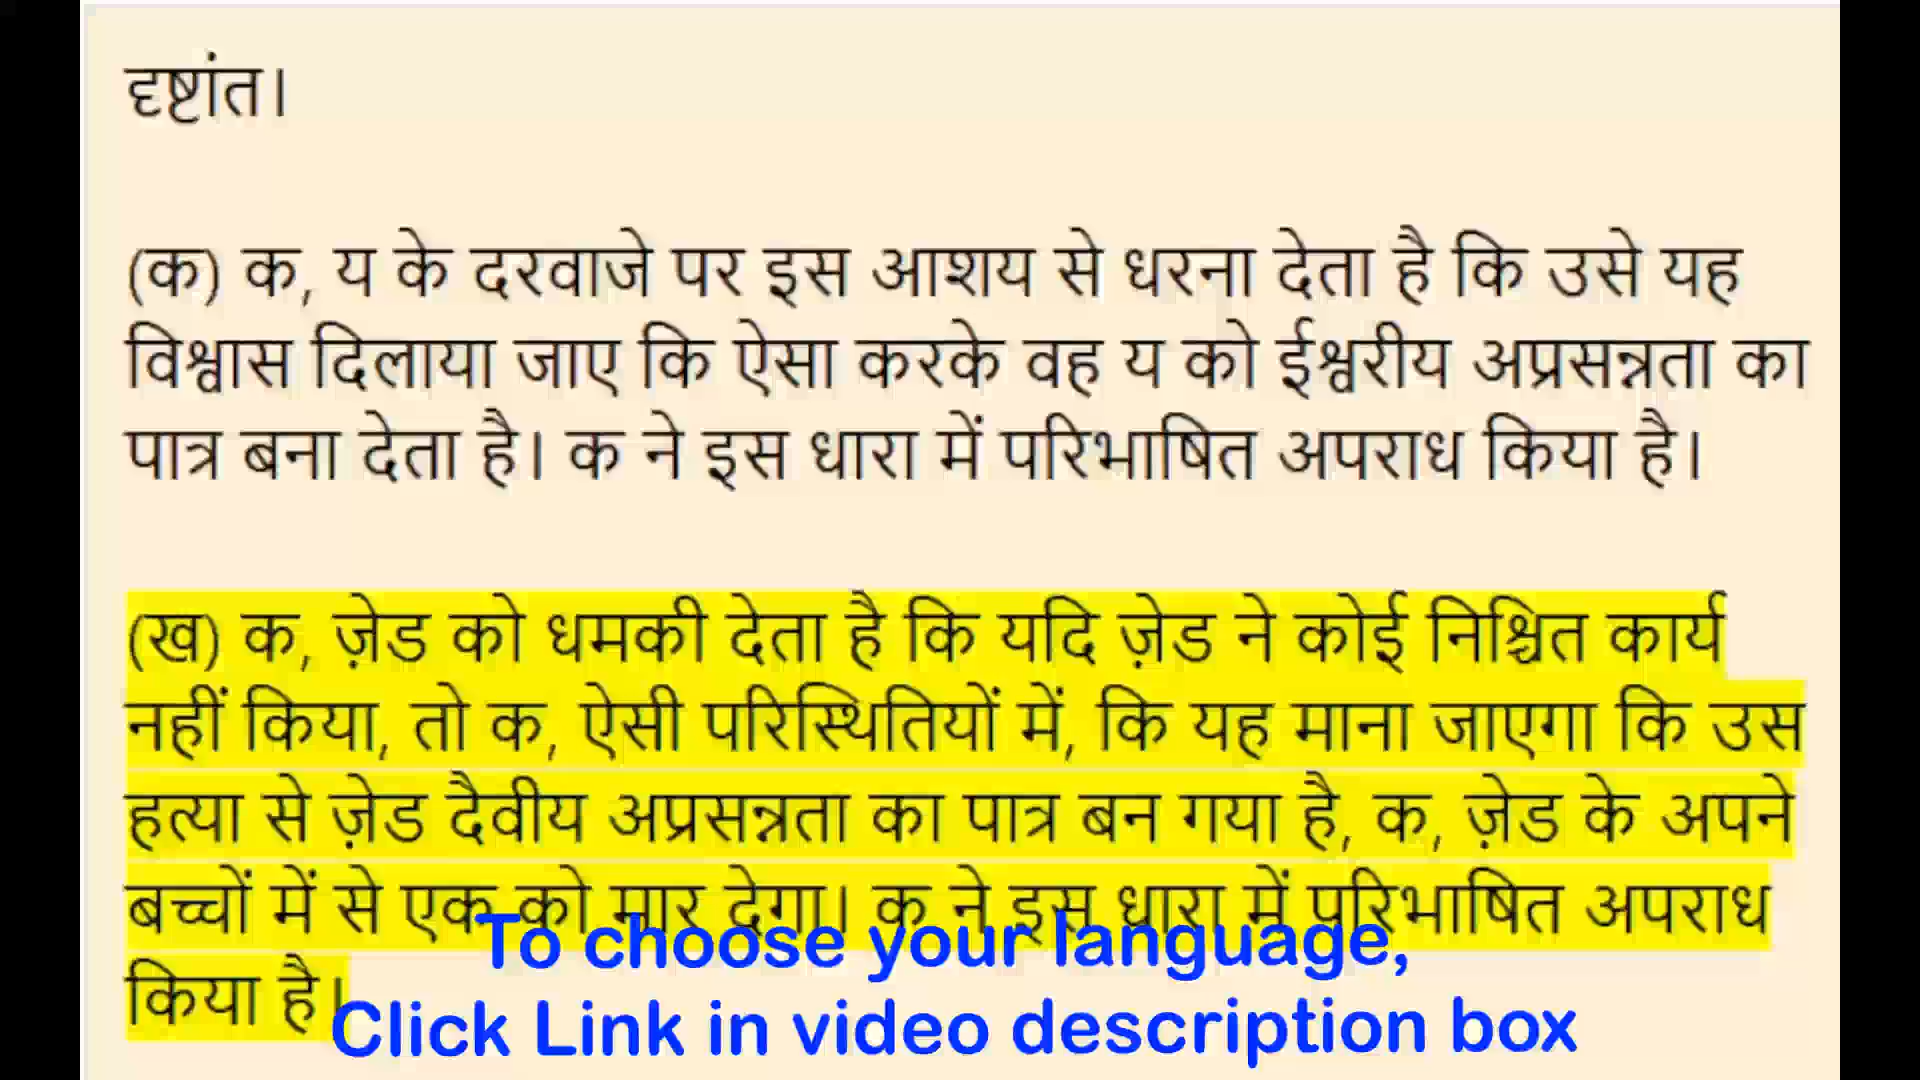 दृष्टांत।
(क) क, य के दरवाजे पर इस आशय से धरना देता है कि उसे यह
विश्वास दिलाया जाए कि ऐसा करके वह य को ईश्वरीय अप्रसन्नता का
पात्र बना देता है। क ने इस धारा में परिभाषित अपराध किया है।
(ख) क, ज़ेड को धमकी देता है कि यदि ज़ेड ने कोई निश्चित कार्य
नहीं किया, तो क, ऐसी परिस्थितियों में, कि यह माना जाएगा कि उस
हत्या से ज़ेड दैवीय अप्रसन्नता का पात्र बन गया है, क, ज़ेड के अपने
बच्चों में से एक को मार देगा। क ने इस धारा में परिभाषित अपराध
किया है।
To choose your language,
Click Link in video description box